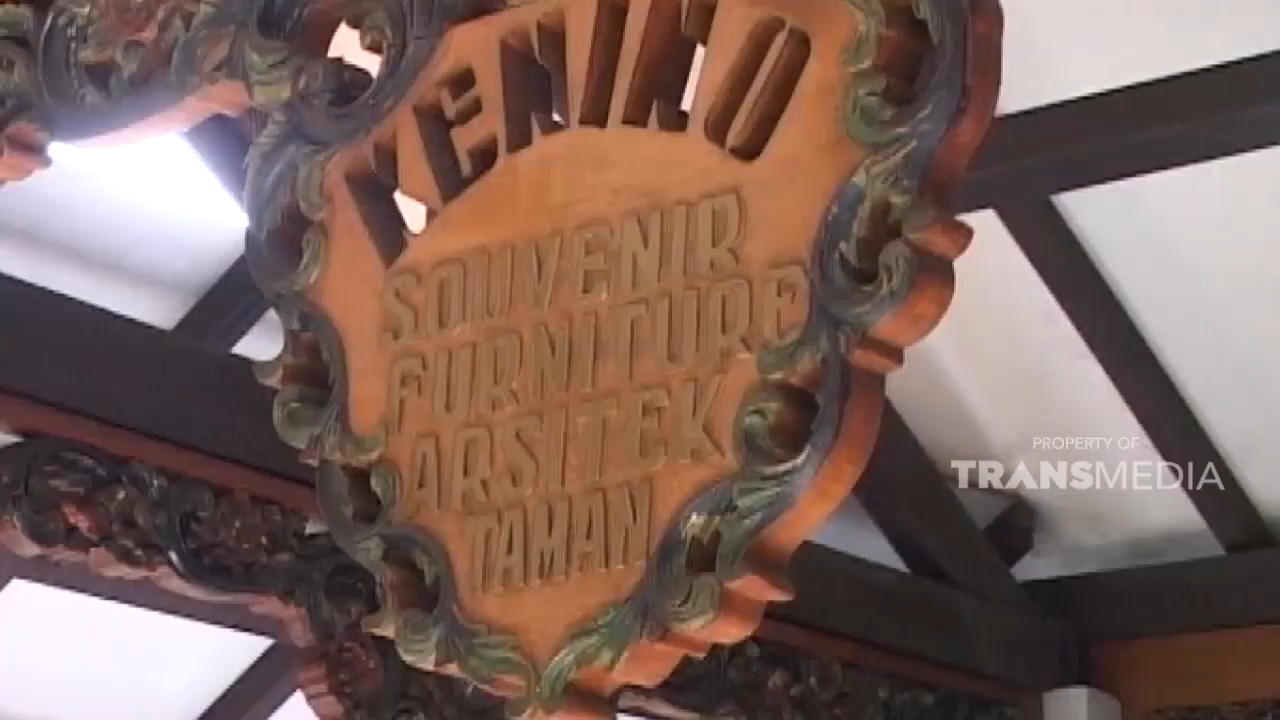 SOUVENIR
FURNITURE
ARSITEK
TAMAN
PROPERTY OF
TRANSMEDIA